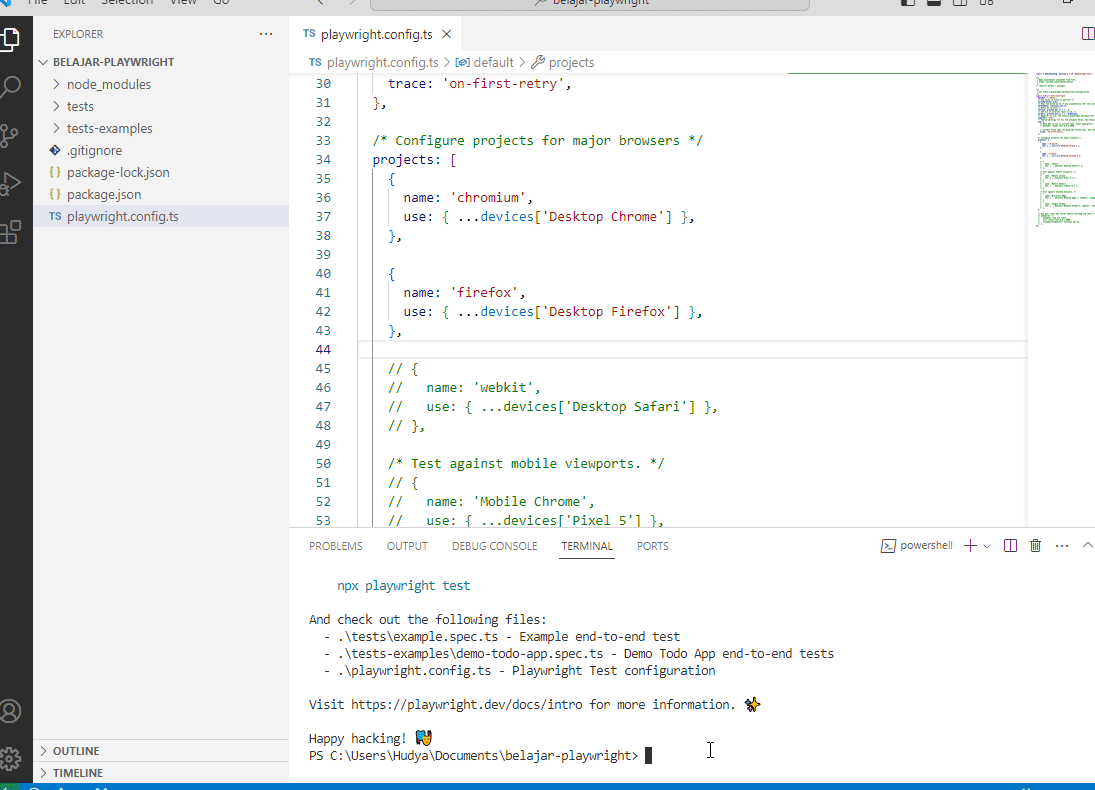 File Edit Selection View Go
belajar-playwright
EXPLORER
BELAJAR-PLAYWRIGHT
node_modules
tests
tests-examples
.gitignore
{} package-lock.json
{} package.json
TS playwright.config.ts
OUTLINE
TIMELINE
TS playwright.config.ts
TS playwright.config.ts > default > projects
30 trace: 'on-first-retry',
31 },
32
33 /* Configure projects for major browsers */
34 projects: [
35 {
36 name: 'chromium',
37 use: { ...devices['Desktop Chrome'] },
38 },
39
40 {
41 name: 'firefox',
42 use: { ...devices['Desktop Firefox'] },
43 },
44
45 // {
46 // name: 'webkit',
47 // use: { ...devices['Desktop Safari'] },
48 // },
49
50 /* Test against mobile viewports. */
51 // {
52 // name: 'Mobile Chrome',
53 // use: { ...devices['Pixel 5'] },
PROBLEMS OUTPUT DEBUG CONSOLE TERMINAL PORTS
powershell
npx playwright test
And check out the following files:
- .\tests\example.spec.ts - Example end-to-end test
- .\tests-examples\demo-todo-app.spec.ts - Demo Todo App end-to-end tests
- .\playwright.config.ts - Playwright Test configuration
Visit https://playwright.dev/docs/intro for more information. ✨
Happy hacking! 🎭
PS C:\Users\Hudya\Documents\belajar-playwright>